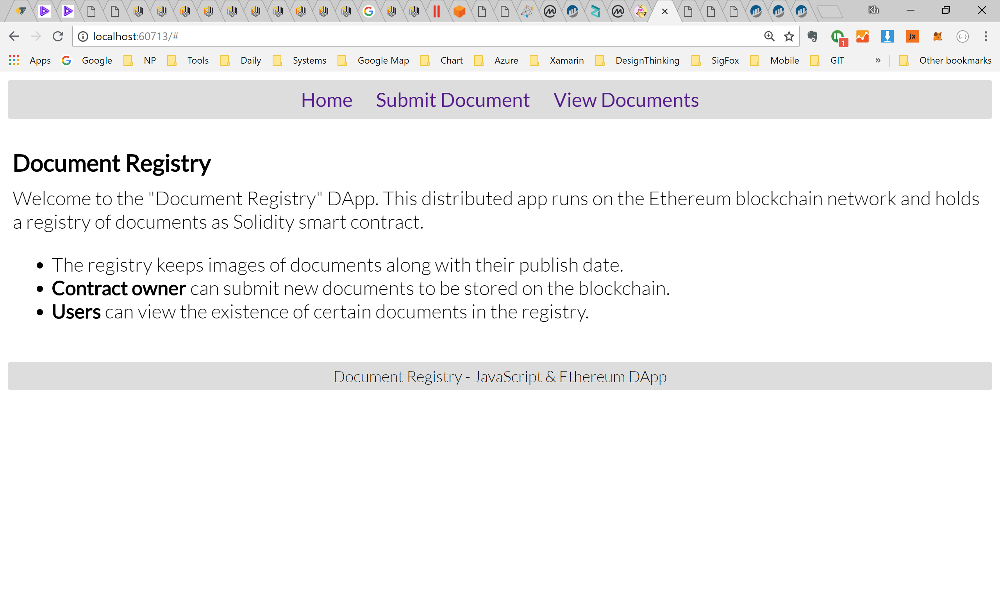 Kh
localhost:60713/#
1
Jx
{...}
Apps Google NP Tools Daily Systems Google Map Chart Azure Xamarin DesignThinking SigFox Mobile GIT » Other bookmarks
Home Submit Document View Documents
Document Registry
Welcome to the "Document Registry" DApp. This distributed app runs on the Ethereum blockchain network and holds
a registry of documents as Solidity smart contract.
• The registry keeps images of documents along with their publish date.
• Contract owner can submit new documents to be stored on the blockchain.
• Users can view the existence of certain documents in the registry.
Document Registry - JavaScript & Ethereum DApp